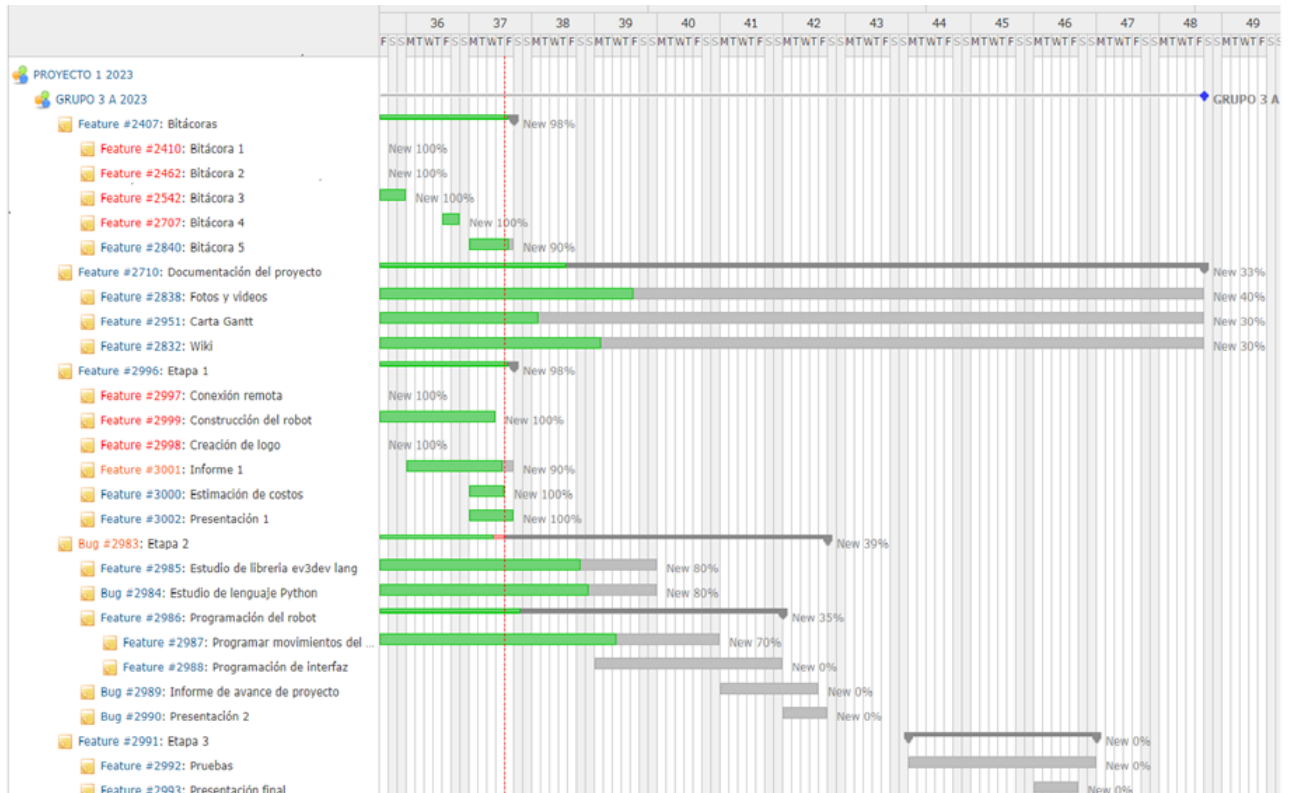 36 37 38 39 40 41 42 43 44 45 46 47 48 49
F S S M T W T F S S M T W T F S S M T W T F S S M T W T F S S M T W T F S S M T W T F S S M T W T F S S M T W T F S S M T W T F S S M T W T F S S M T W T F S S M T W T F S S M T W T F S S M T W T F S S
PROYECTO 1 2023
GRUPO 3 A 2023 GRUPO 3 A
Feature #2407: Bitácoras New 98%
Feature #2410: Bitácora 1 New 100%
Feature #2462: Bitácora 2 New 100%
Feature #2542: Bitácora 3 New 100%
Feature #2707: Bitácora 4 New 100%
Feature #2840: Bitácora 5 New 90%
Feature #2710: Documentación del proyecto New 33%
Feature #2838: Fotos y videos New 40%
Feature #2951: Carta Gantt New 30%
Feature #2832: Wiki New 30%
Feature #2996: Etapa 1 New 98%
Feature #2997: Conexión remota New 100%
Feature #2999: Construcción del robot New 100%
Feature #2998: Creación de logo New 100%
Feature #3001: Informe 1 New 90%
Feature #3000: Estimación de costos New 100%
Feature #3002: Presentación 1 New 100%
Bug #2983: Etapa 2 New 39%
Feature #2985: Estudio de libreria ev3dev lang New 80%
Bug #2984: Estudio de lenguaje Python New 80%
Feature #2986: Programación del robot New 35%
Feature #2987: Programar movimientos del ... New 70%
Feature #2988: Programación de interfaz New 0%
Bug #2989: Informe de avance de proyecto New 0%
Bug #2990: Presentación 2 New 0%
Feature #2991: Etapa 3 New 0%
Feature #2992: Pruebas New 0%
Feature #2993: Presentación final New 0%